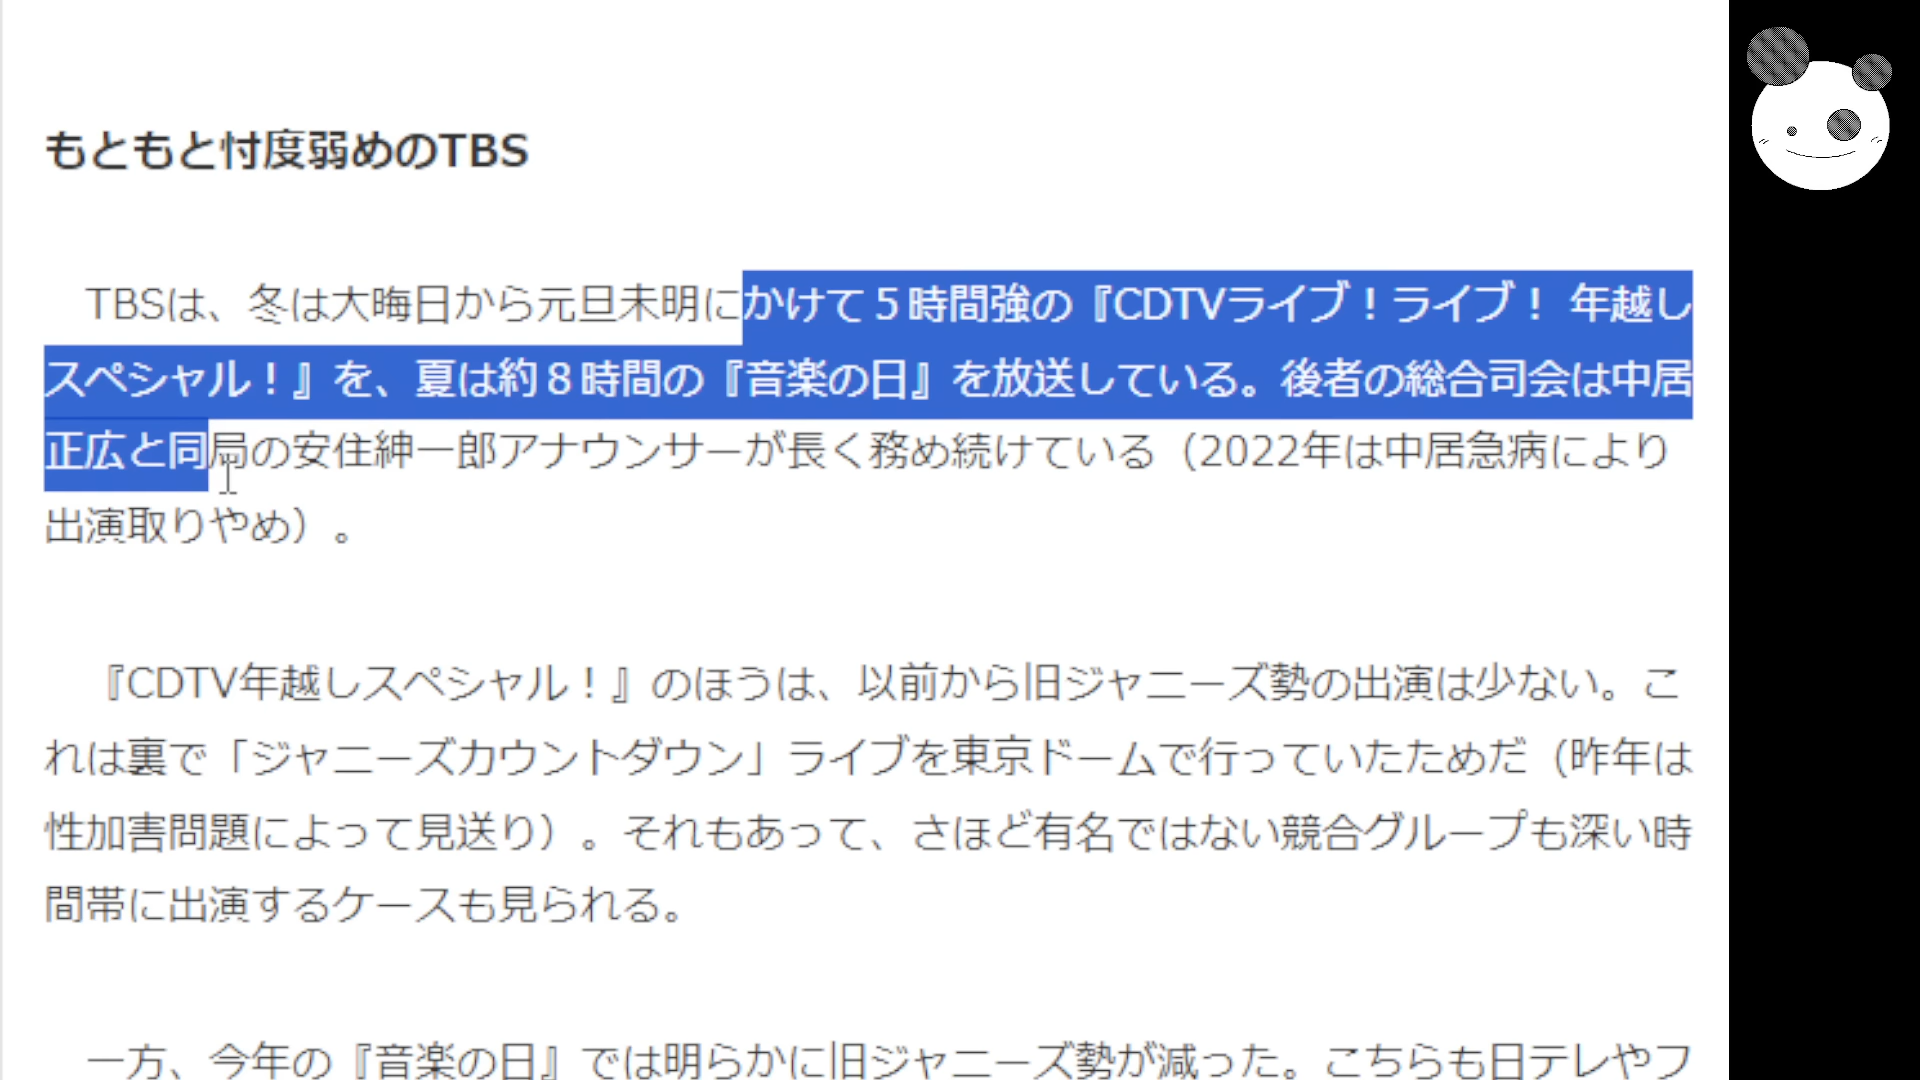 もともと忖度弱めのTBS
TBSは、冬は大晦日から元旦未明にかけて５時間強の『CDTVライブ！ライブ！ 年越し
スペシャル！』を、夏は約８時間の『音楽の日』を放送している。後者の総合司会は中居
正広と同局の安住紳一郎アナウンサーが長く務め続けている（2022年は中居急病により
出演取りやめ）。
『CDTV年越しスペシャル！』のほうは、以前から旧ジャニーズ勢の出演は少ない。こ
れは裏で「ジャニーズカウントダウン」ライブを東京ドームで行っていたためだ（昨年は
性加害問題によって見送り）。それもあって、さほど有名ではない競合グループも深い時
間帯に出演するケースも見られる。
一方、今年の『音楽の日』では明らかに旧ジャニーズ勢が減った。こちらも日テレやフ